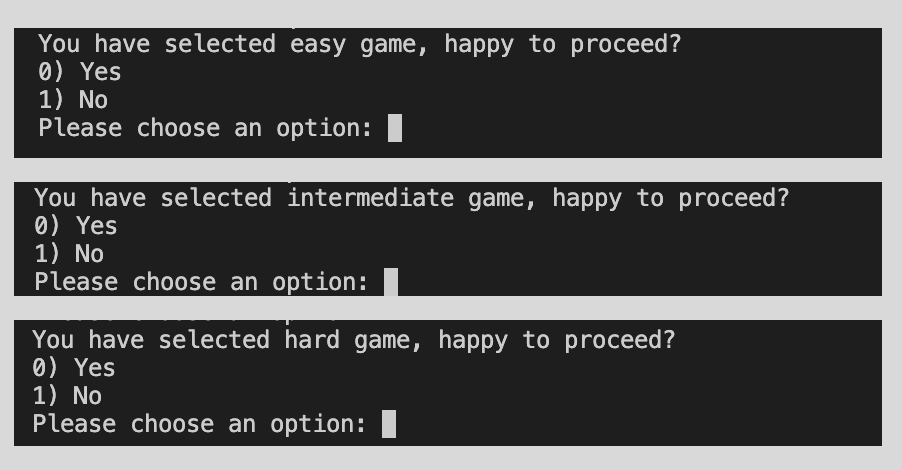 You have selected easy game, happy to proceed?
0) Yes
1) No
Please choose an option:
You have selected intermediate game, happy to proceed?
0) Yes
1) No
Please choose an option:
You have selected hard game, happy to proceed?
0) Yes
1) No
Please choose an option: